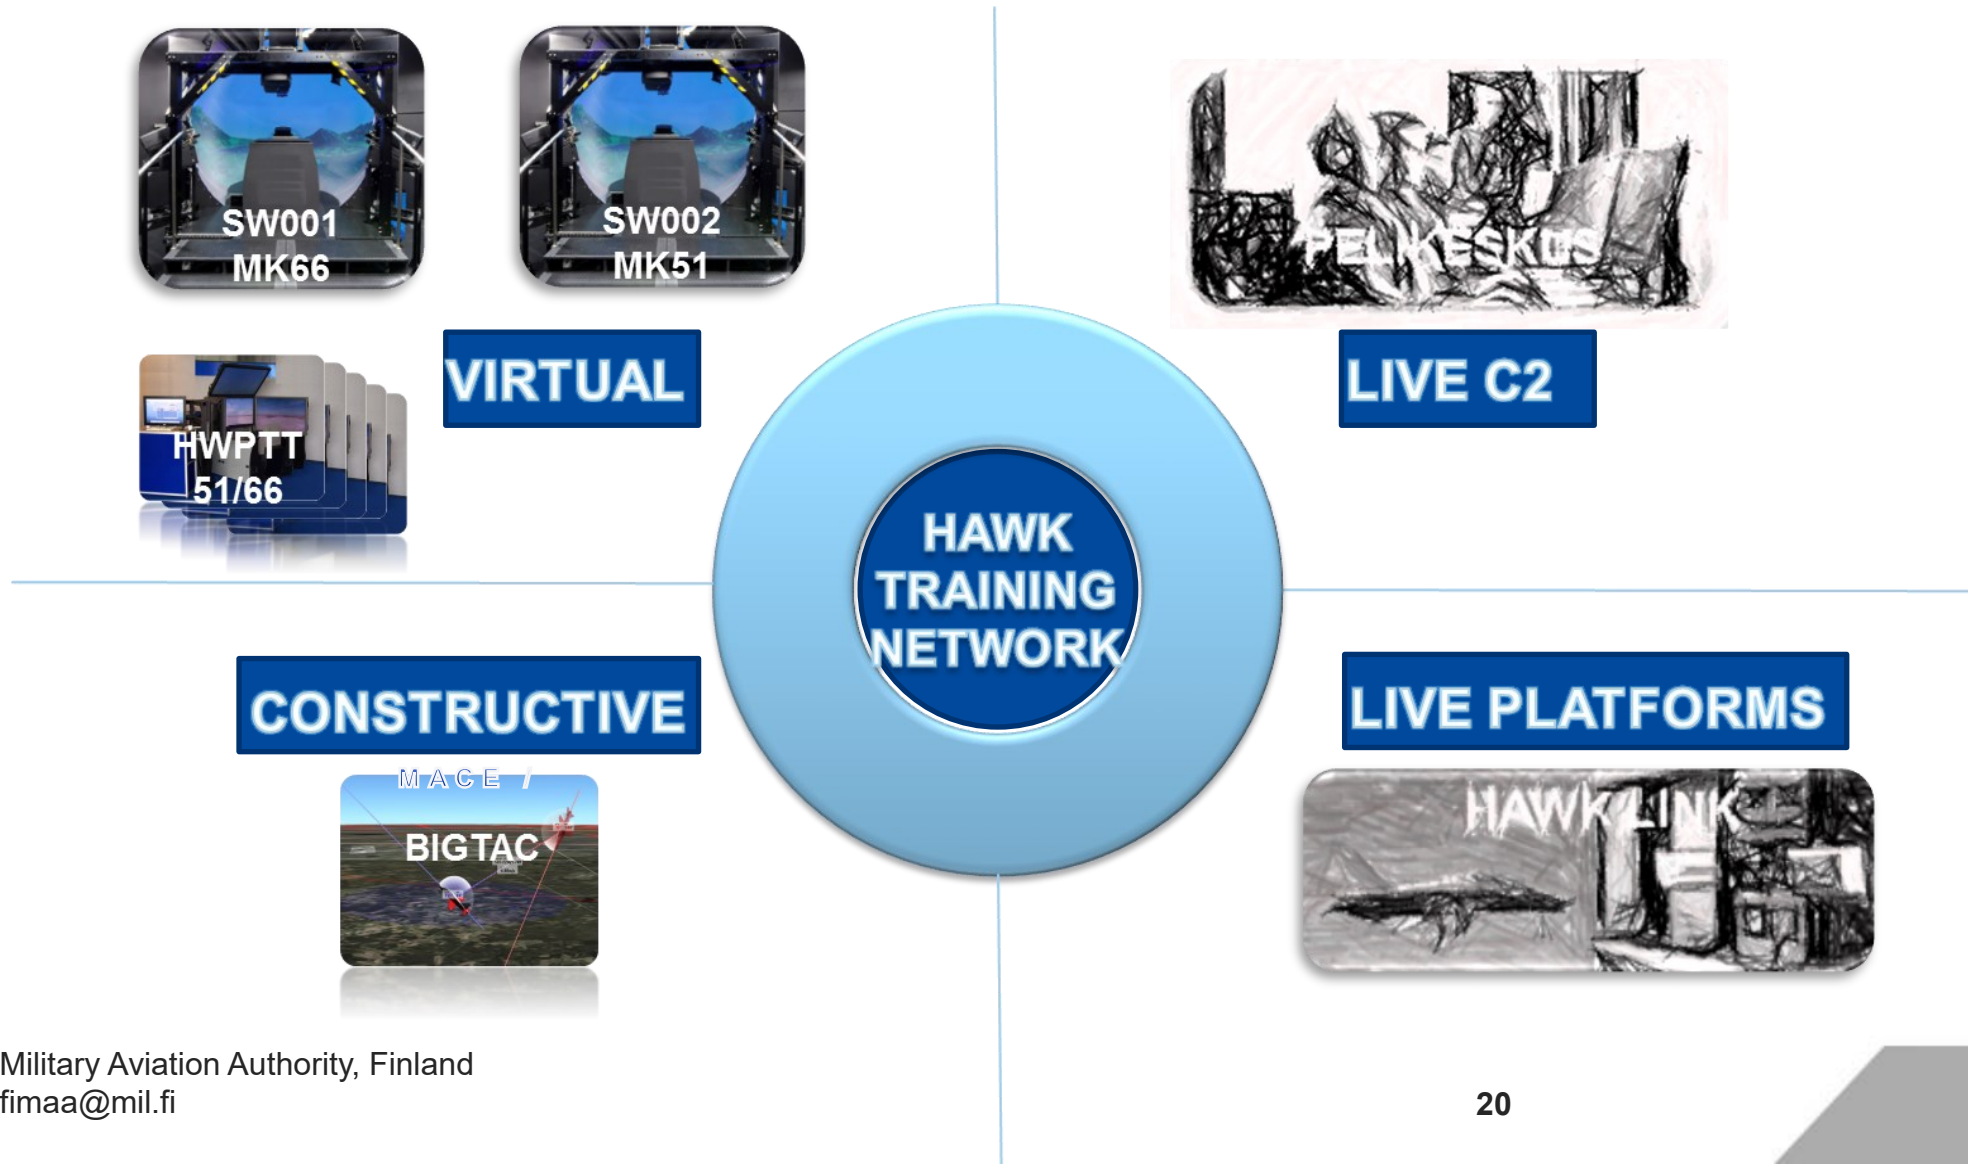 SW001
MK66
SW002
MK51
PELIKESKUS
VIRTUAL
LIVE C2
HWPTT
51/66
HAWK
TRAINING
NETWORK
CONSTRUCTIVE
LIVE PLATFORMS
MACE /
BIGTAC
HAWK LINK
Military Aviation Authority, Finland
fimaa@mil.fi
20